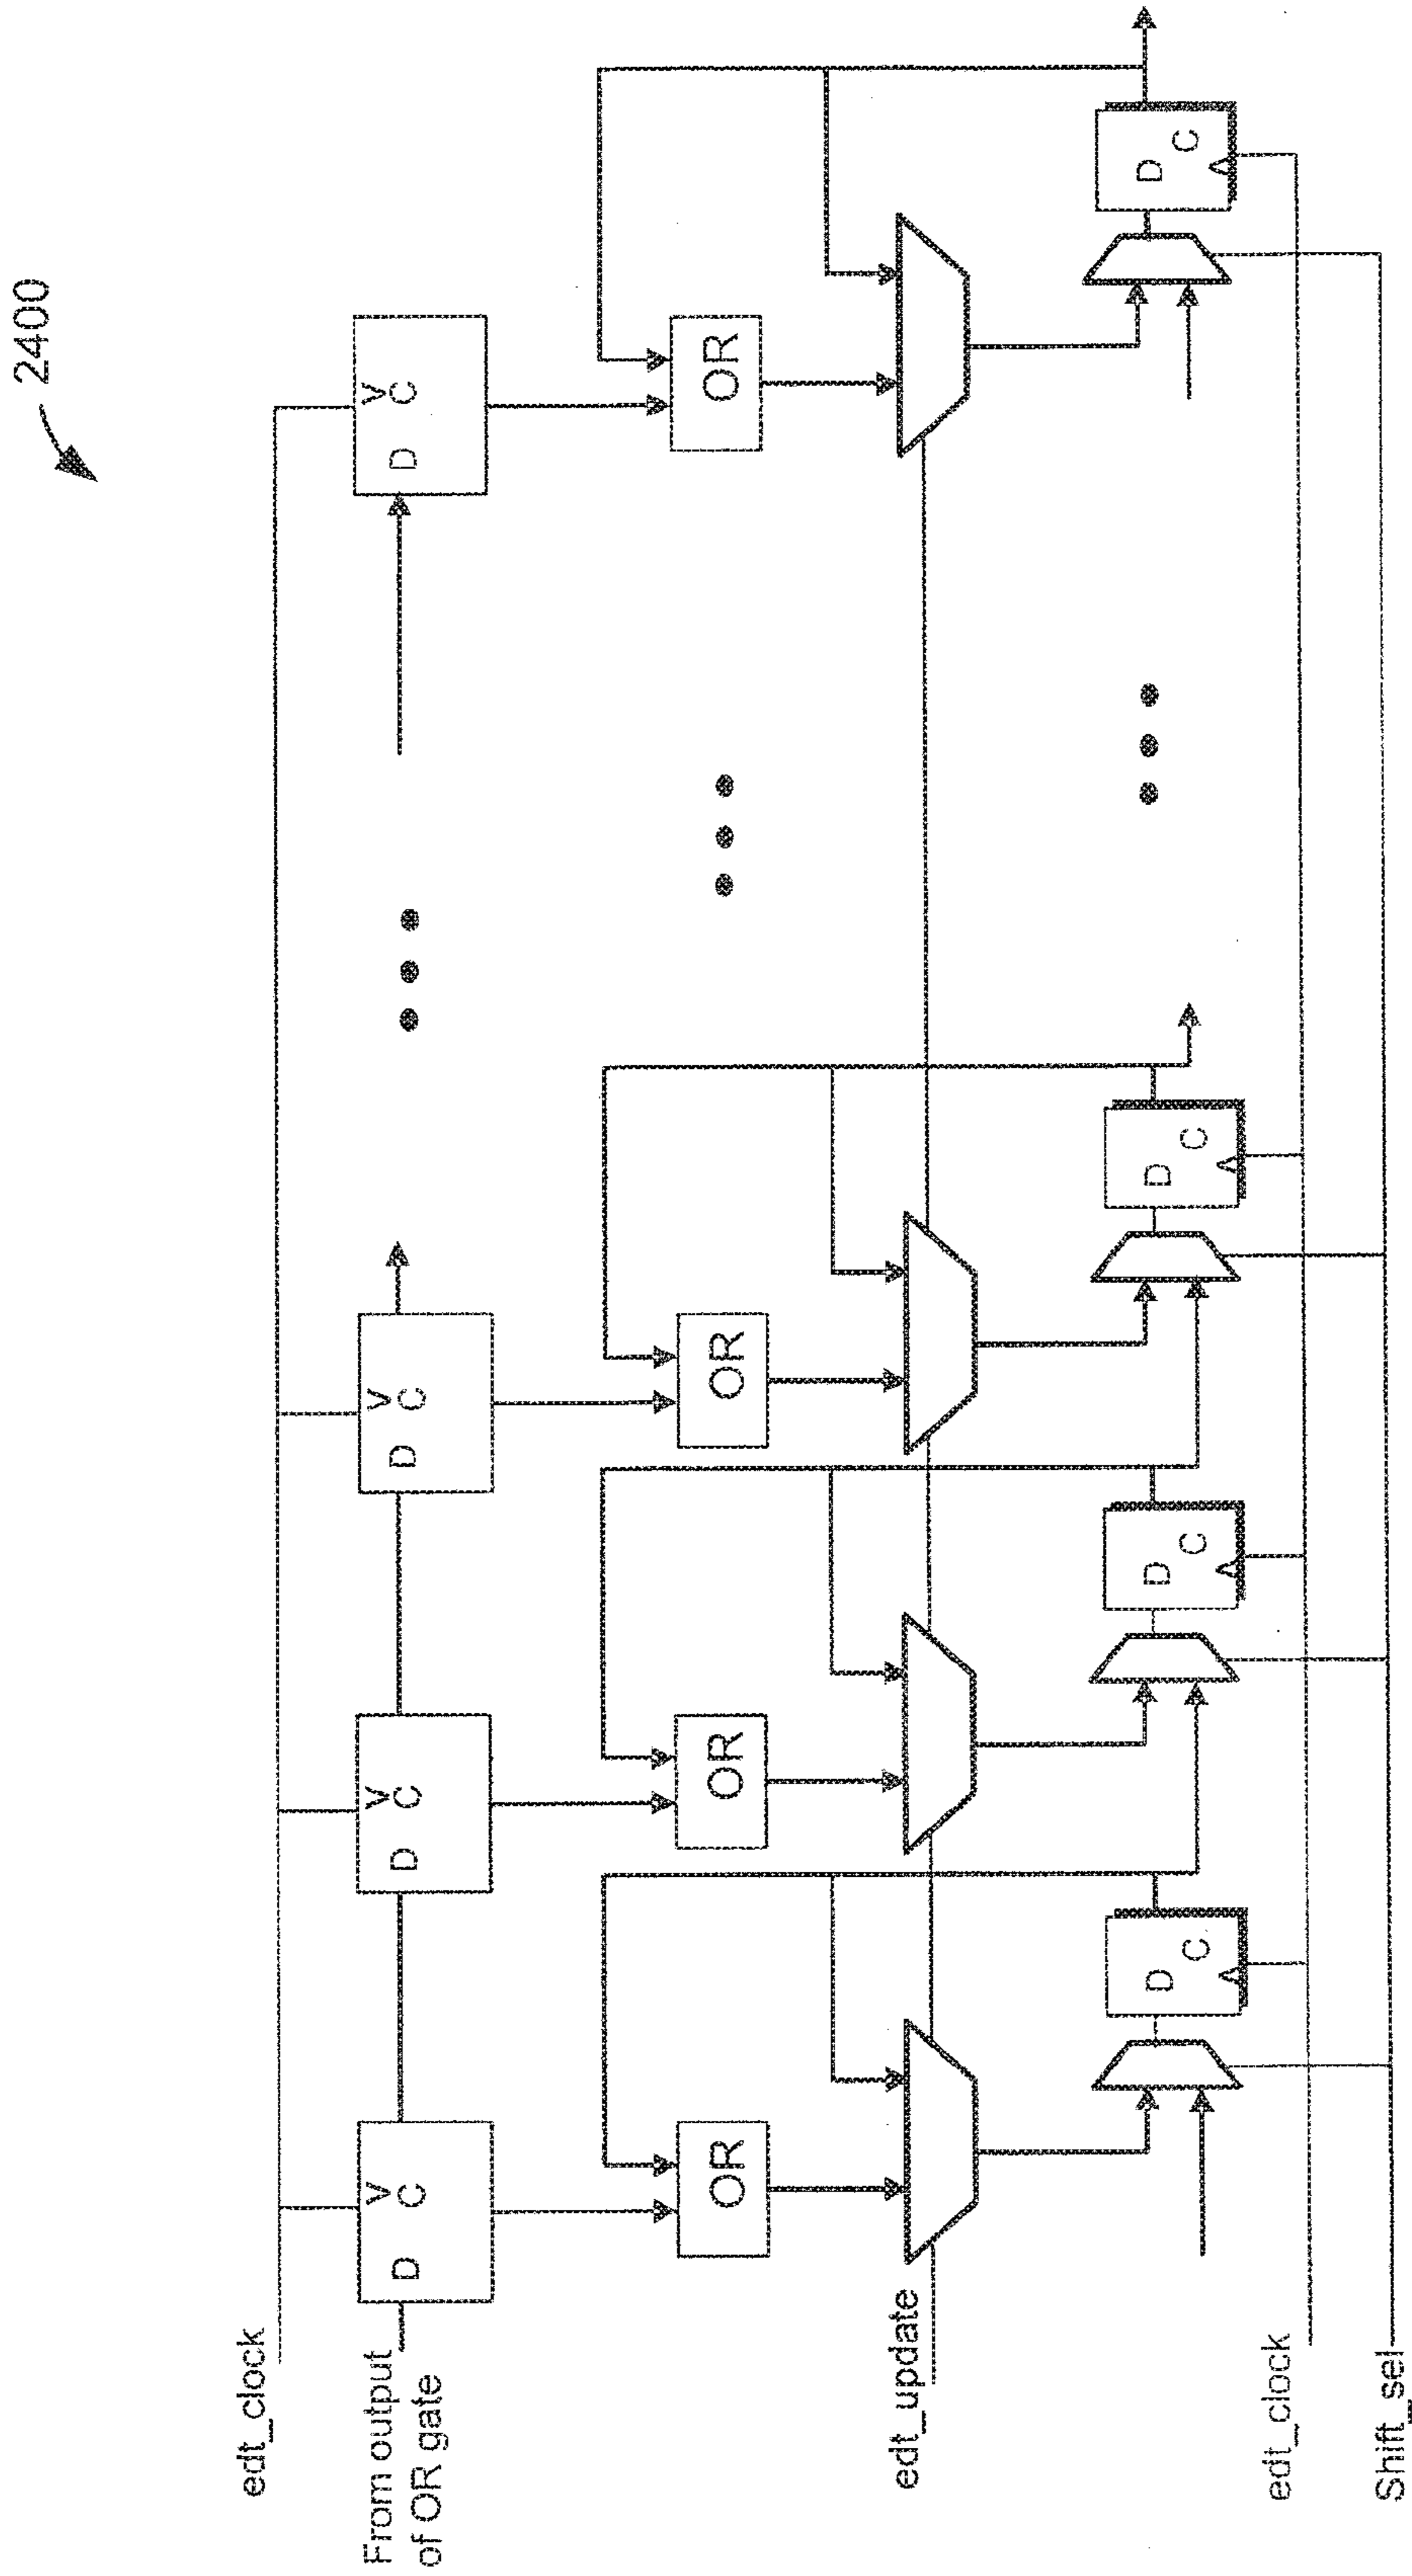 2400
edt_clock
From output
of OR gate
D C
D C
D C
D C
OR
OR
OR
OR
edt_update
D
C
D
C
D
C
D
C
edt_clock
Shift_sel